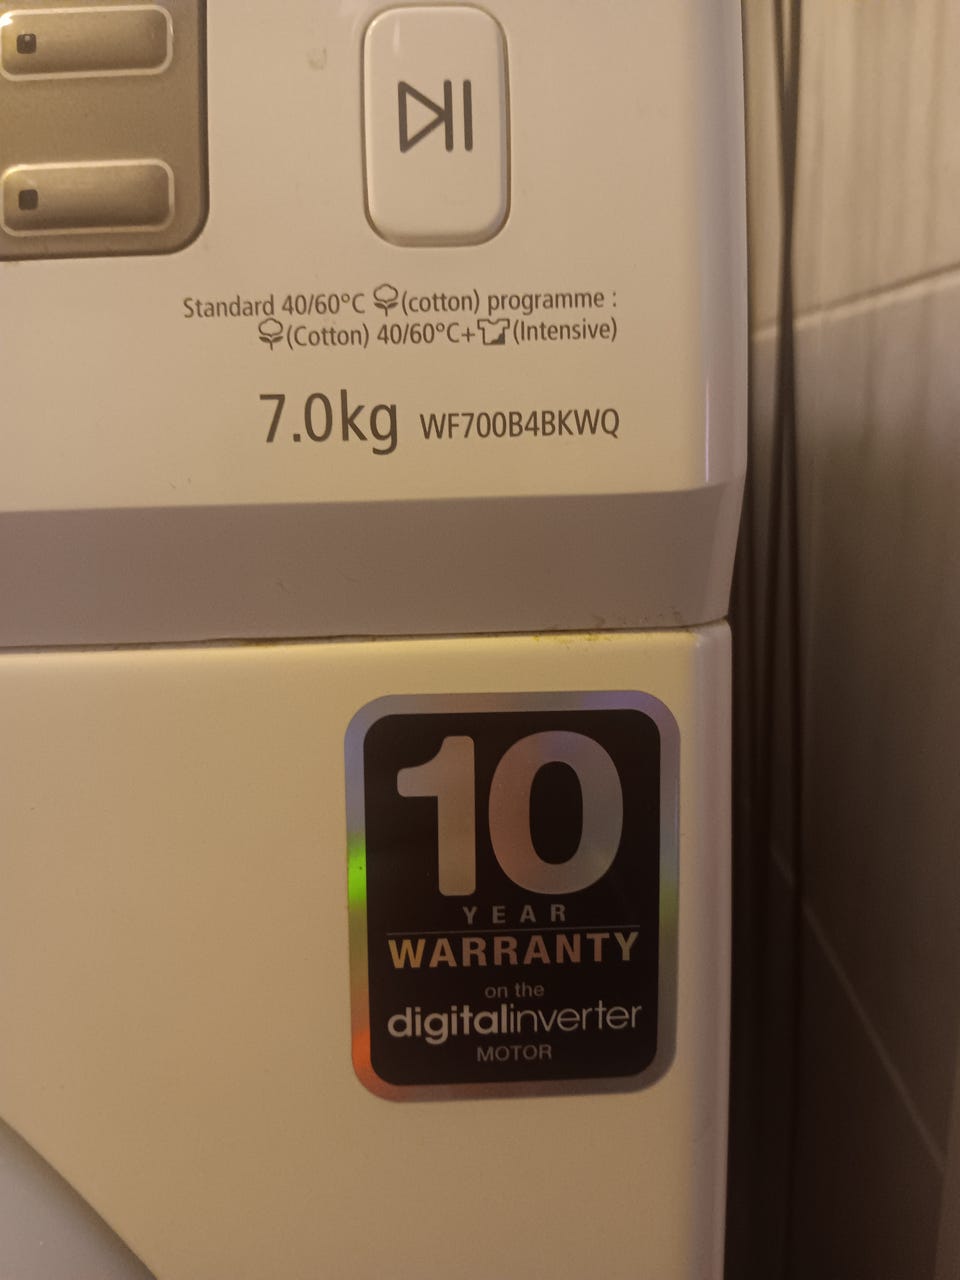 Standard 40/60°C (cotton) programme :
(Cotton) 40/60°C+(Intensive)
7.0kg WF700B4BKWQ
10
YEAR
WARRANTY
on the
digitalinverter
MOTOR